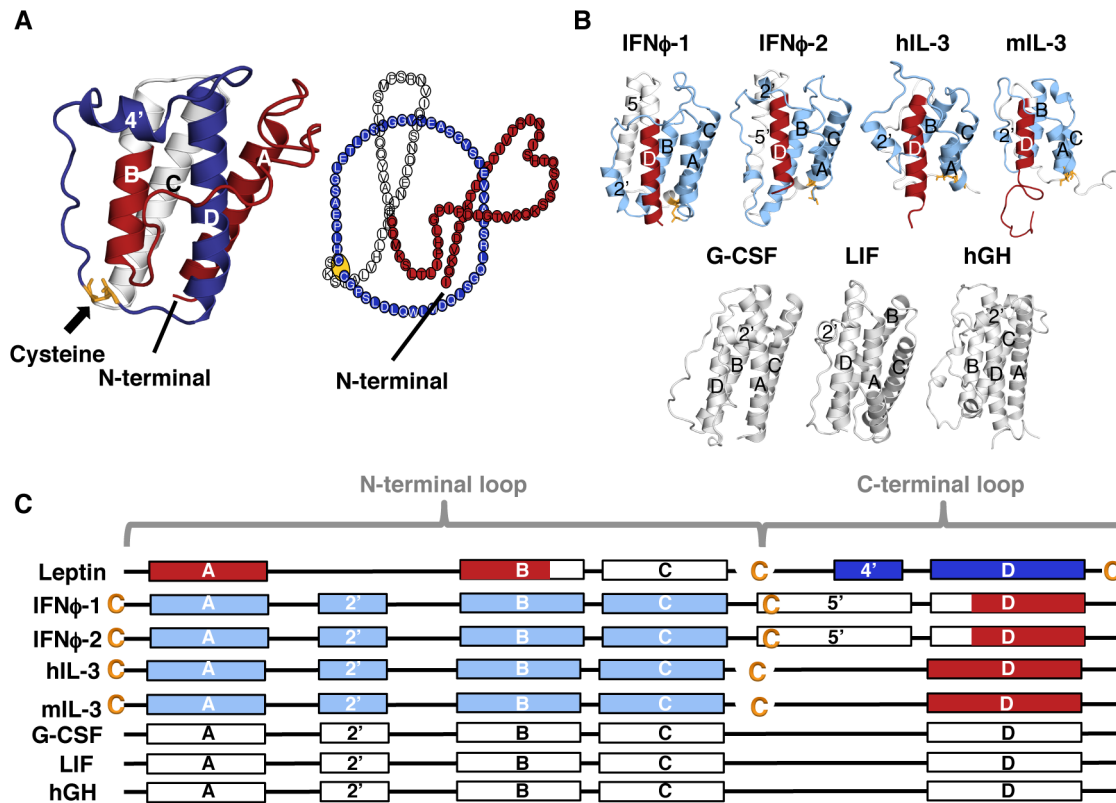 A
4’
B
C
A
D
Cysteine
N-terminal
N-terminal
B
IFNϕ-1
IFNϕ-2
hIL-3
mIL-3
5’
D
B
C
A
2’
2’
5’
D
B
C
A
2’
D
B
C
A
2’
D
B
C
A
G-CSF
LIF
hGH
2’
B
D
A
C
2’
D
A
B
C
2’
B
D
C
A
C
N-terminal loop
C-terminal loop
Leptin A B C C 4’ D C
IFNϕ-1 C A 2’ B C C 5’ D
IFNϕ-2 C A 2’ B C C 5’ D
hIL-3 C A 2’ B C C D
mIL-3 C A 2’ B C C D
G-CSF A 2’ B C D
LIF A 2’ B C D
hGH A 2’ B C D